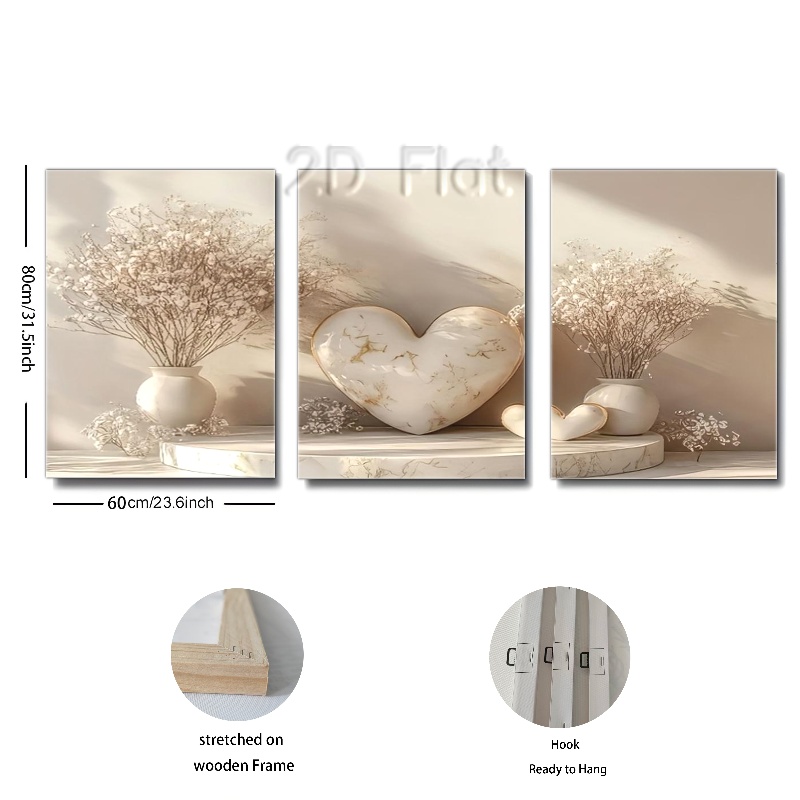 2D Flat
80cm/31.5inch
60cm/23.6inch
stretched on
wooden Frame
Hook
Ready to Hang